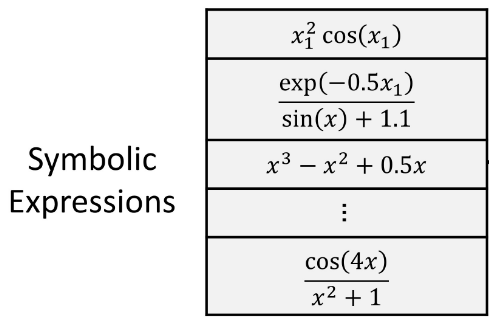 Symbolic
Expressions
x₁² cos(x₁)
exp(−0.5x₁)
sin(x) + 1.1
x³ − x² + 0.5x
⋮
cos(4x)
x² + 1